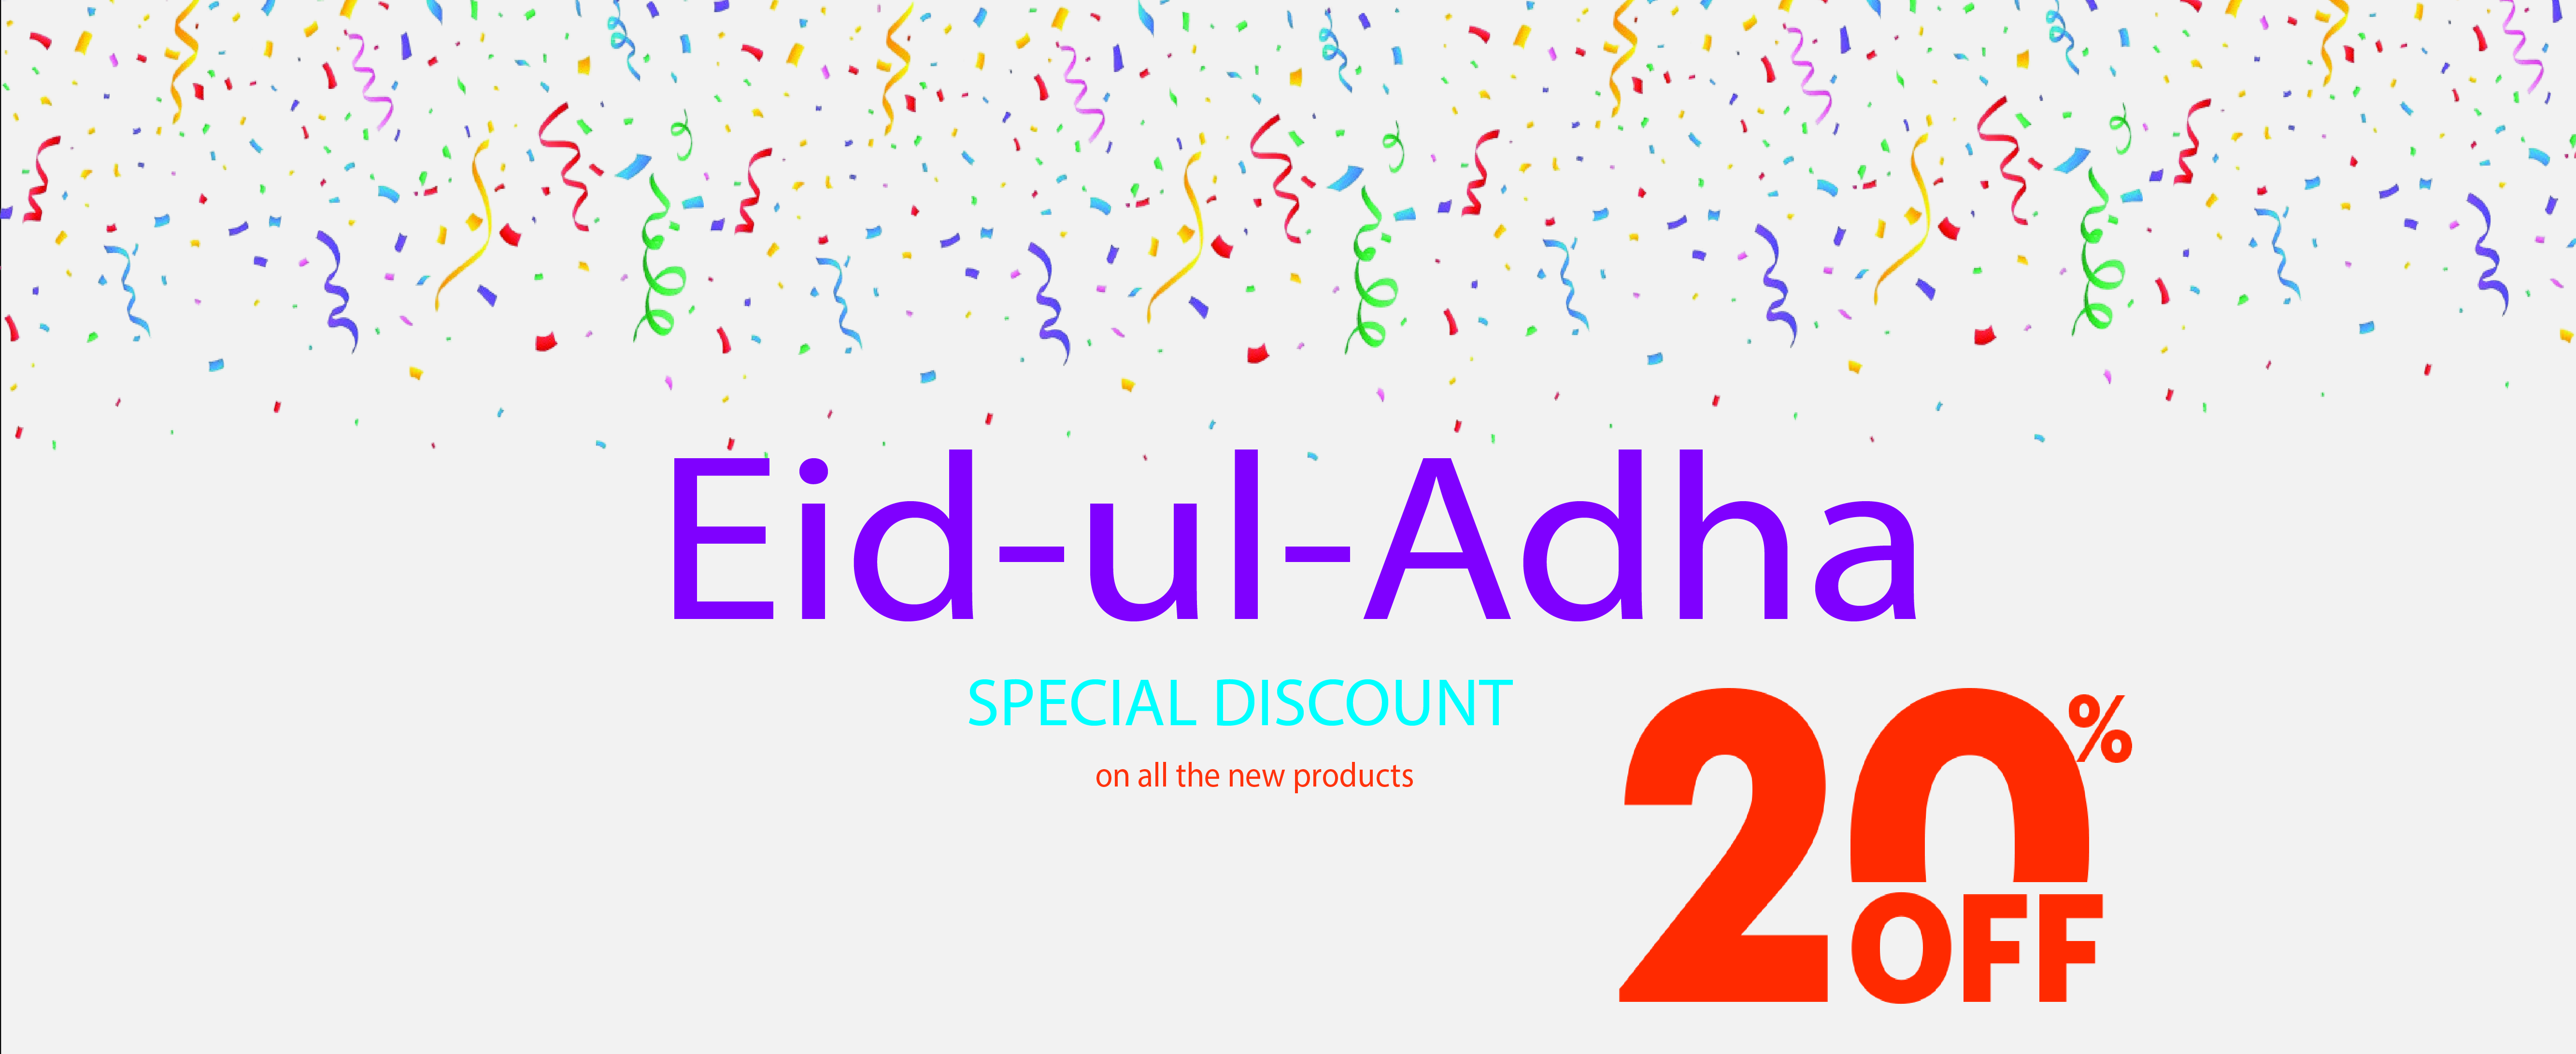 Eid-ul-Adha
SPECIAL DISCOUNT
on all the new products
20%
OFF